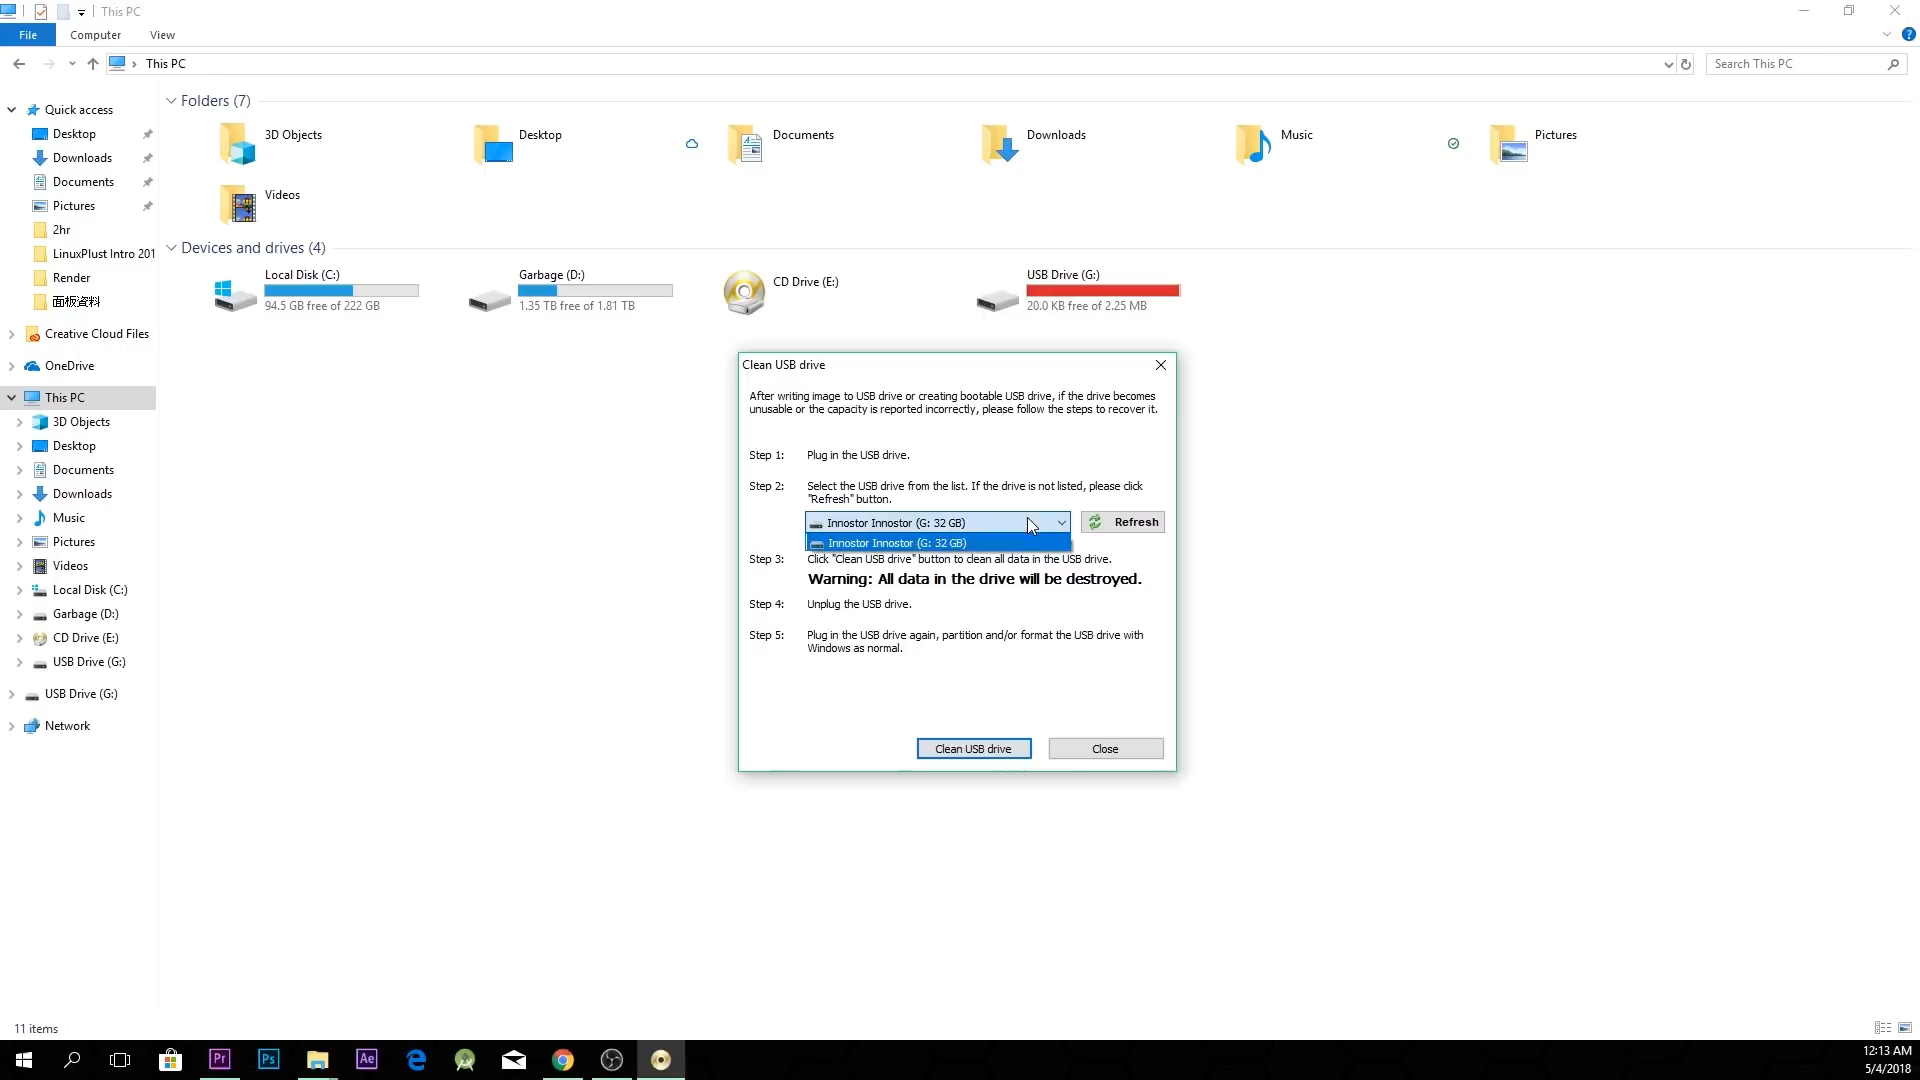 This PC
File
Computer
View
This PC
Search This PC
Quick access
Desktop
Downloads
Documents
Pictures
2hr
LinuxPlust Intro 201
Render
面板資料
Creative Cloud Files
OneDrive
This PC
3D Objects
Desktop
Documents
Downloads
Music
Pictures
Videos
Local Disk (C:)
Garbage (D:)
CD Drive (E:)
USB Drive (G:)
USB Drive (G:)
Network
Folders (7)
3D Objects
Desktop
Documents
Downloads
Music
Pictures
Videos
Devices and drives (4)
Local Disk (C:)
94.5 GB free of 222 GB
Garbage (D:)
1.35 TB free of 1.81 TB
CD Drive (E:)
USB Drive (G:)
20.0 KB free of 2.25 MB
Clean USB drive
After writing image to USB drive or creating bootable USB drive, if the drive becomes
unusable or the capacity is reported incorrectly, please follow the steps to recover it.
Step 1: Plug in the USB drive.
Step 2: Select the USB drive from the list. If the drive is not listed, please click
"Refresh" button.
Innostor Innostor (G: 32 GB)
Refresh
Innostor Innostor (G: 32 GB)
Step 3: Click "Clean USB drive" button to clean all data in the USB drive.
Warning: All data in the drive will be destroyed.
Step 4: Unplug the USB drive.
Step 5: Plug in the USB drive again, partition and/or format the USB drive with
Windows as normal.
Clean USB drive
Close
11 items
Pr
Ps
Ae
12:13 AM
5/4/2018